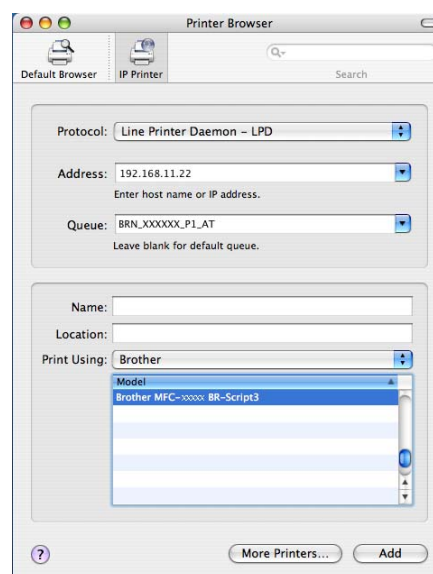 Printer Browser
Default Browser
IP Printer
Search
Protocol: Line Printer Daemon – LPD
Address: 192.168.11.22
Enter host name or IP address.
Queue: BRN_XXXXXX_P1_AT
Leave blank for default queue.
Name:
Location:
Print Using: Brother
Model
Brother MFC-xxxxx BR-Script3
?
More Printers...
Add